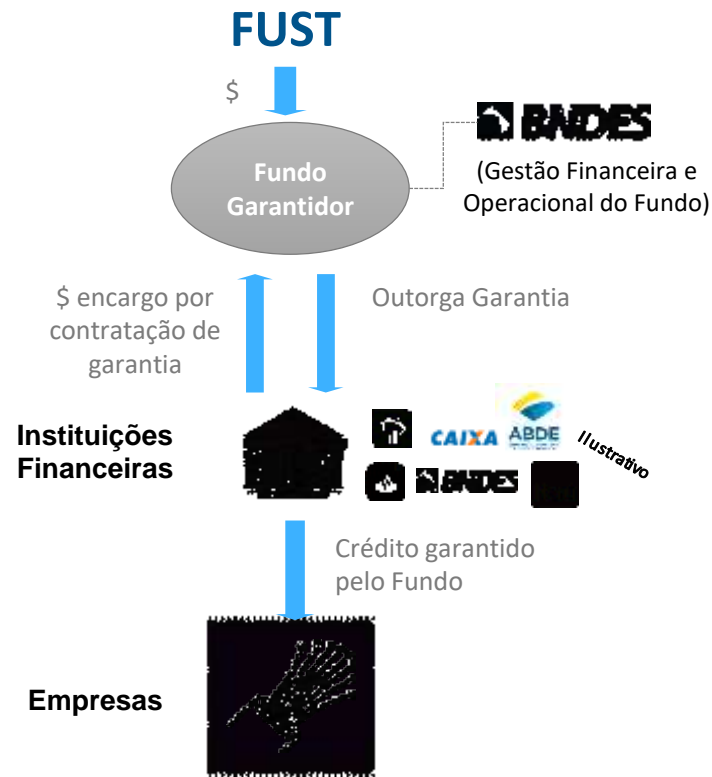 FUST
$
BNDES
Fundo
Garantidor
(Gestão Financeira e
Operacional do Fundo)
$ encargo por
contratação de
garantia
Outorga Garantia
Instituições
Financeiras
CAIXA
ABDE
Ilustrativo
BNDES
Crédito garantido
pelo Fundo
Empresas